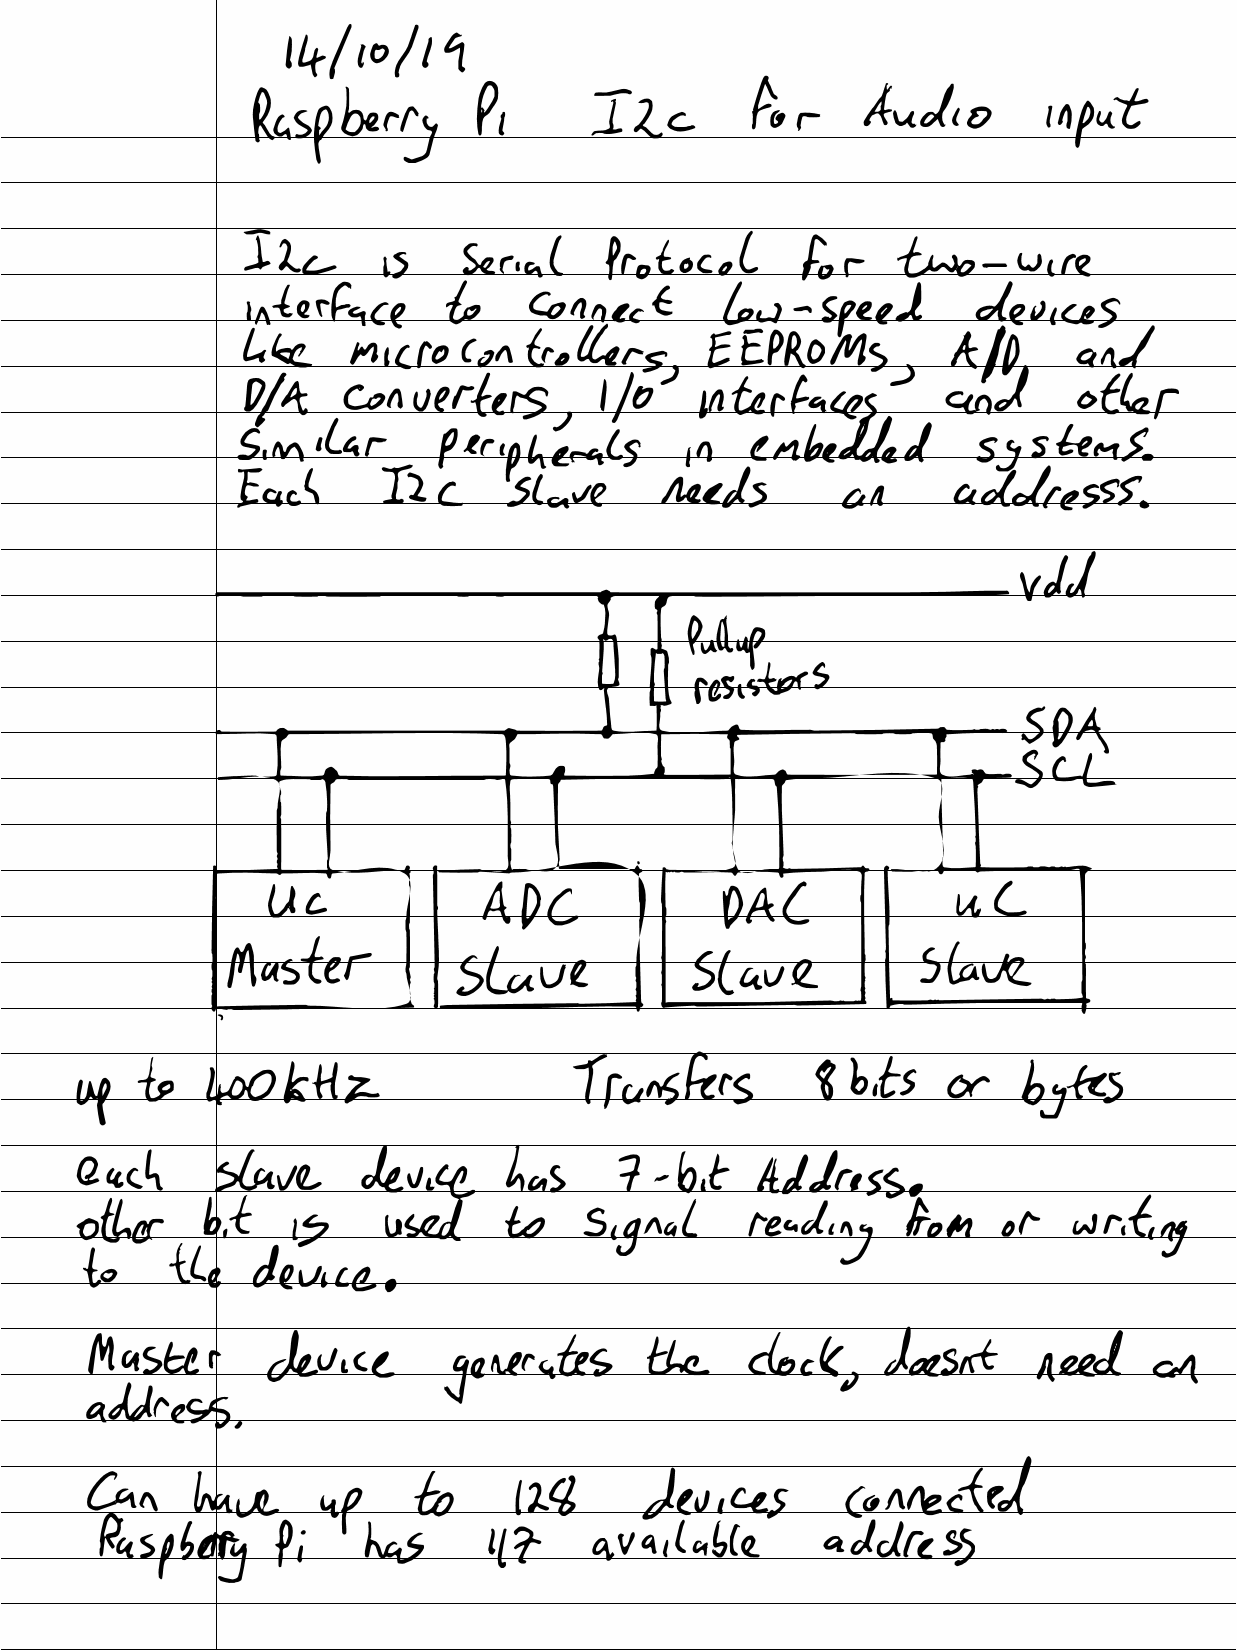 14/10/19
Raspberry Pi I2c for Audio input
I2c is serial Protocol for two-wire
interface to connect low-speed devices
like microcontrollers, EEPROMs, A/D, and
D/A converters, I/O interfaces and other
similar peripherals in embedded systems.
Each I2C slave needs an addresss.
Vdd
Pullup
resistors
SDA
SCL
Uc
Master
ADC
Slave
DAC
Slave
uC
Slave
up to 400kHz Transfers 8bits or bytes
each slave device has 7-bit Address.
other bit is used to signal reading from or writing
to the device.
Master device generates the clock, doesnt need an
address.
Can have up to 128 devices connected
Raspberry Pi has 117 available address